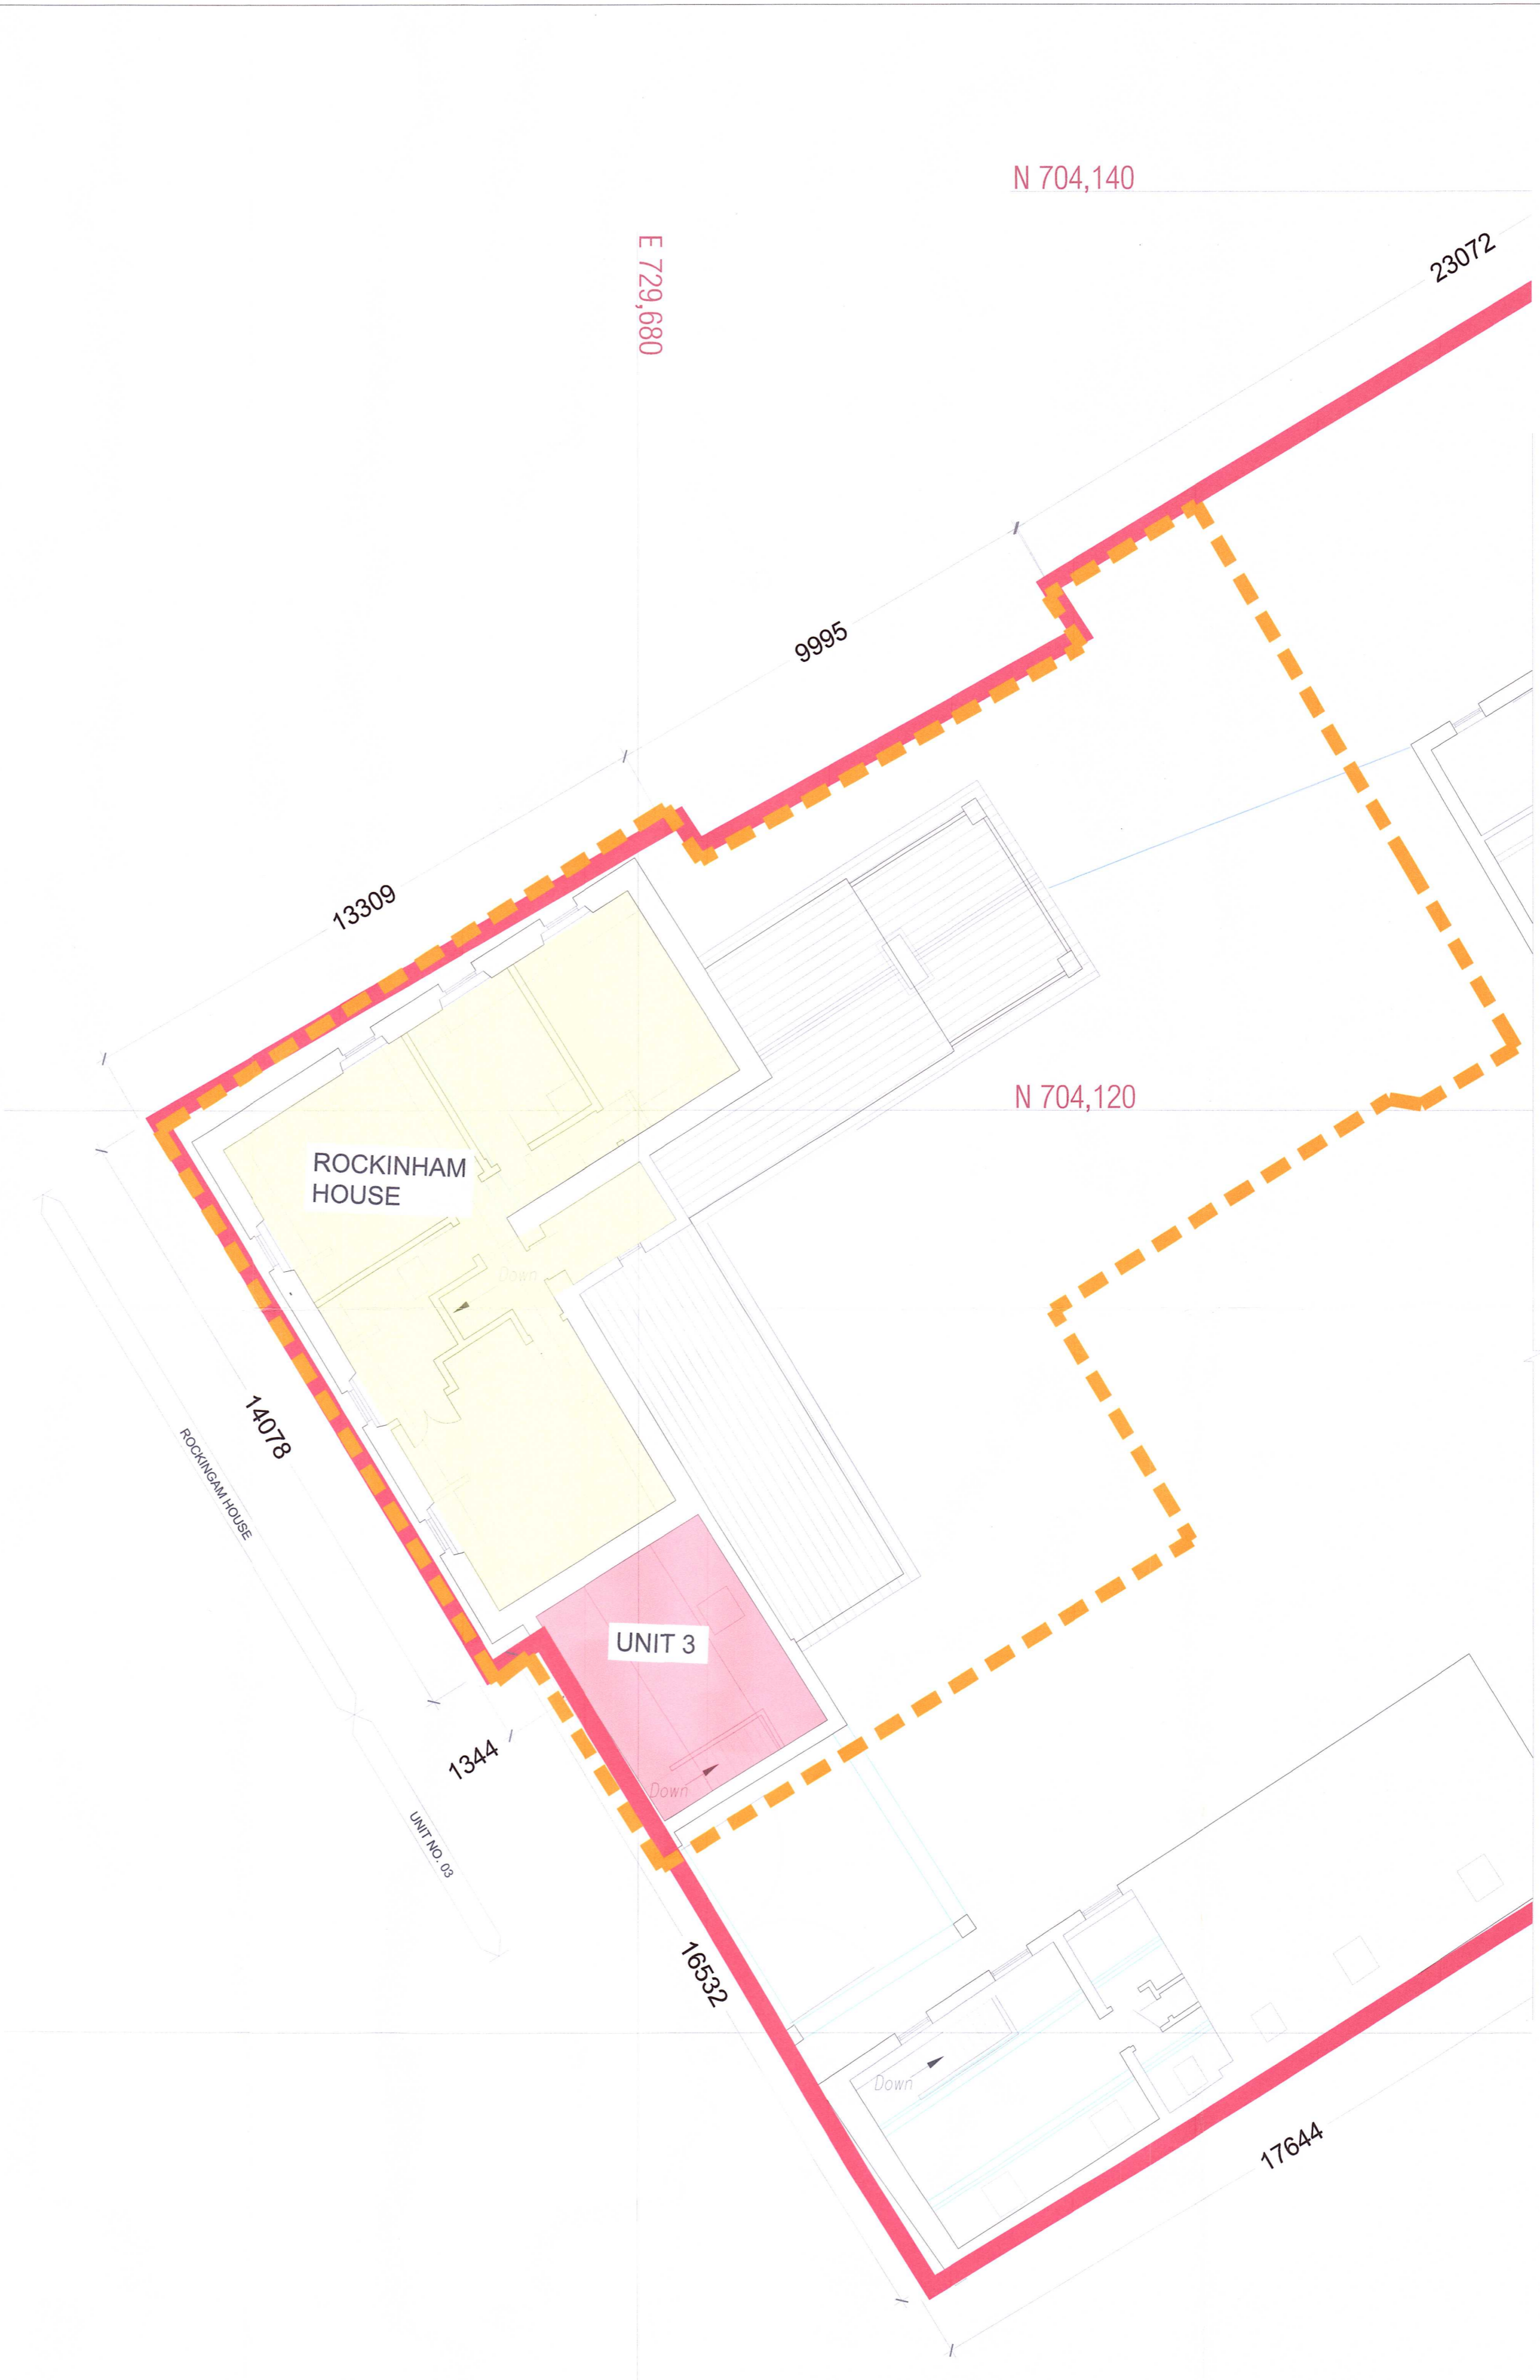 N 704,140
E 729,680
23072
9995
13309
N 704,120
ROCKINHAM
HOUSE
Down
14078
ROCKINGAM HOUSE
UNIT 3
Down
1344
UNIT NO. 03
16532
Down
17644